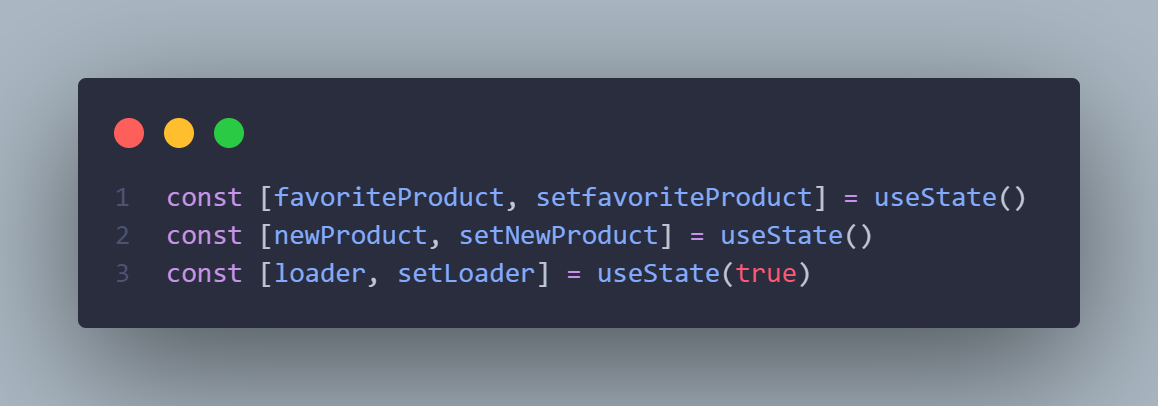 1 const [favoriteProduct, setfavoriteProduct] = useState()
2 const [newProduct, setNewProduct] = useState()
3 const [loader, setLoader] = useState(true)